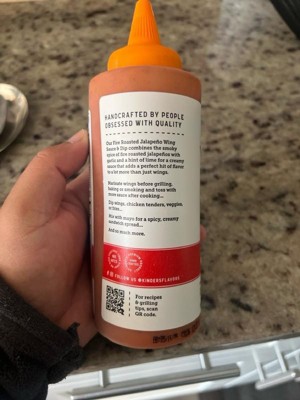 HANDCRAFTED BY PEOPLE
OBSESSED WITH QUALITY
Our Fire Roasted Jalapeño Wing
Sauce & Dip combines the smoky
spice of fire roasted jalapeños with
garlic and a hint of lime for a creamy
sauce that adds a perfect hit of flavor
to a lot more than just wings.
Marinate wings before grilling,
baking or smoking and toss with
more sauce after cooking...
Dip wings, chicken tenders, veggies,
or fries...
Mix with mayo for a spicy, creamy
sandwich spread...
And so much more.
FOLLOW US @KINDERSFLAVORS
For recipes
& grilling
tips, scan
QR code.